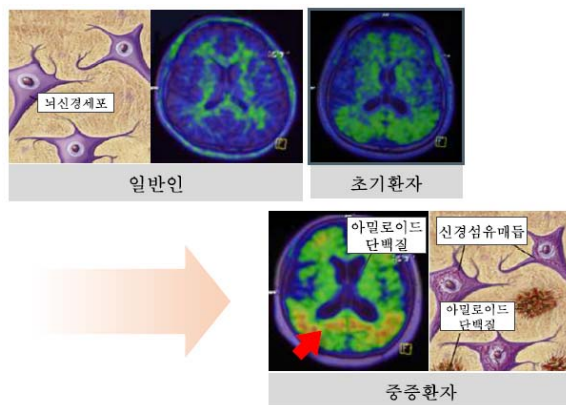 뇌신경세포
일반인
초기환자
아밀로이드
단백질
신경섬유매듭
아밀로이드
단백질
중증환자